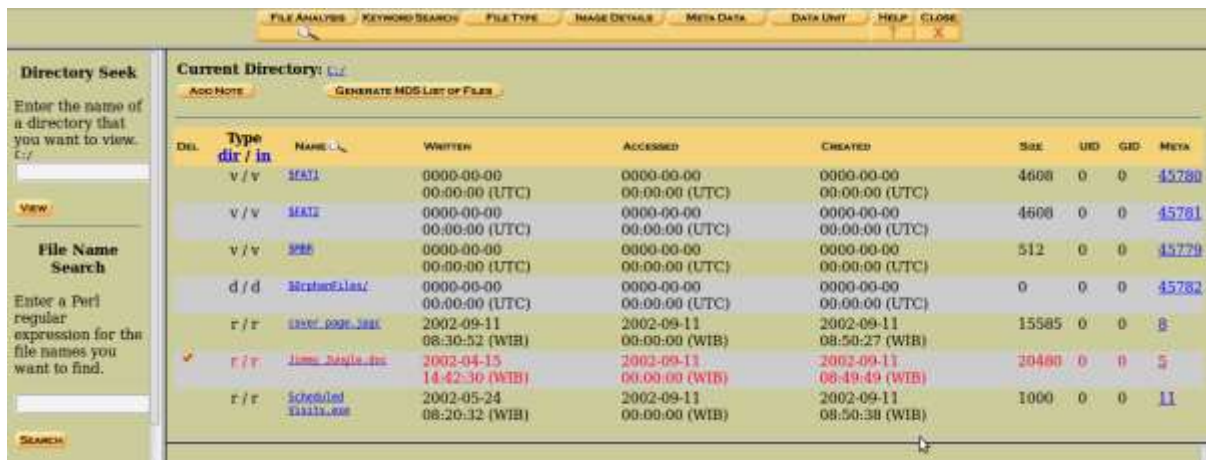 FILE ANALYSIS KEYWORD SEARCH FILE TYPE IMAGE DETAILS META DATA DATA UNIT HELP CLOSE
? X
Directory Seek
Enter the name of
a directory that
you want to view.
C:/
VIEW
File Name
Search
Enter a Perl
regular
expression for the
file names you
want to find.
SEARCH
Current Directory: C:/
ADD NOTE GENERATE MD5 LIST OF FILES
DEL Type NAME WRITTEN ACCESSED CREATED SIZE UID GID META
dir / in
v / v $FAT1 0000-00-00 0000-00-00 0000-00-00 4608 0 0 45780
00:00:00 (UTC) 00:00:00 (UTC) 00:00:00 (UTC)
v / v $FAT2 0000-00-00 0000-00-00 0000-00-00 4608 0 0 45781
00:00:00 (UTC) 00:00:00 (UTC) 00:00:00 (UTC)
v / v $MBR 0000-00-00 0000-00-00 0000-00-00 512 0 0 45779
00:00:00 (UTC) 00:00:00 (UTC) 00:00:00 (UTC)
d / d $OrphanFiles/ 0000-00-00 0000-00-00 0000-00-00 0 0 0 45782
00:00:00 (UTC) 00:00:00 (UTC) 00:00:00 (UTC)
r / r cover page.jpgc 2002-09-11 2002-09-11 2002-09-11 15585 0 0 8
08:30:52 (WIB) 00:00:00 (WIB) 08:50:27 (WIB)
r / r Jimmy Jungle.doc 2002-04-15 2002-09-11 2002-09-11 20480 0 0 5
14:42:30 (WIB) 00:00:00 (WIB) 08:49:49 (WIB)
r / r Scheduled 2002-05-24 2002-09-11 2002-09-11 1000 0 0 11
Visits.exe 08:20:32 (WIB) 00:00:00 (WIB) 08:50:38 (WIB)